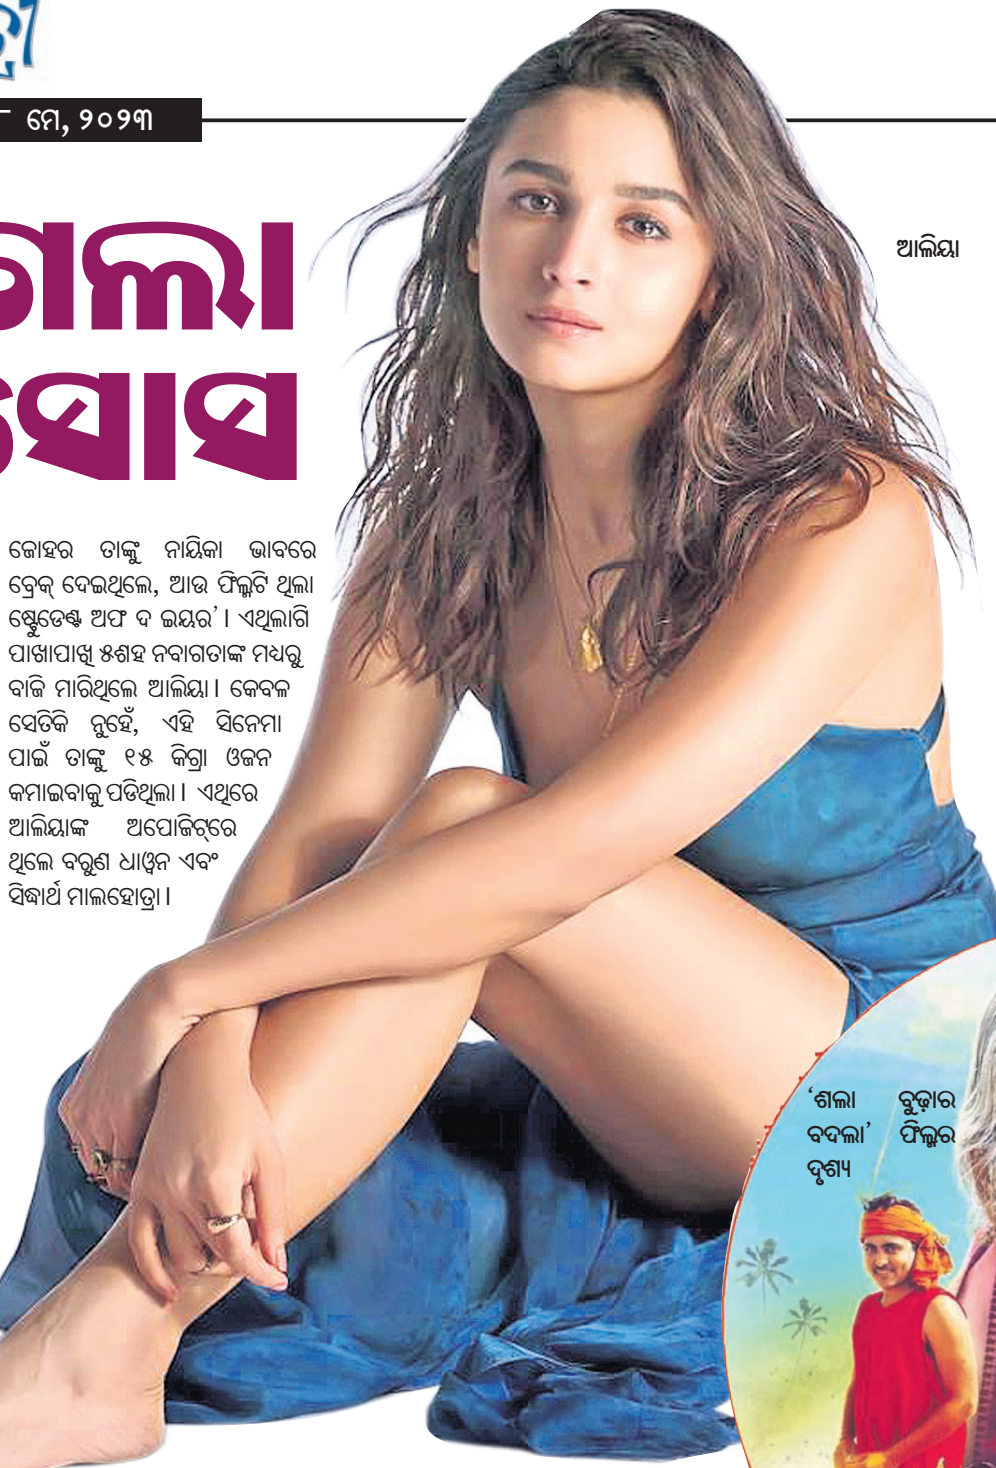 ମେ, ୨୦୨୩
ଗଲା
ସୋସ
ଆଲିୟା
ଜୋହର ତାଙ୍କୁ ନାୟିକା ଭାବରେ
ବ୍ରେକ୍ ଦେଇଥିଲେ, ଆଉ ଫିଲ୍ମଟି ଥିଲା
ଷ୍ଟୁଡେଣ୍ଟ ଅଫ ଦ ଇୟର’। ଏଥିଲାଗି
ପାଖାପାଖି ୫ଶହ ନବାଗତାଙ୍କ ମଧ୍ୟରୁ
ବାଜି ମାରିଥିଲେ ଆଲିୟା। କେବଳ
ସେତିକି ନୁହେଁ, ଏହି ସିନେମା
ପାଇଁ ତାଙ୍କୁ ୧୫ କିଗ୍ରା ଓଜନ
କମାଇବାକୁ ପଡିଥିଲା। ଏଥିରେ
ଆଲିୟାଙ୍କ ଅପୋଜିଟ୍‌ରେ
ଥିଲେ ବରୁଣ ଧାୱନ ଏବଂ
ସିଦ୍ଧାର୍ଥ ମାଲହୋତ୍ରା।
‘ଶଲା ବୁଢ଼ାର
ବଦଲା’ ଫିଲ୍ମର
ଦୃଶ୍ୟ